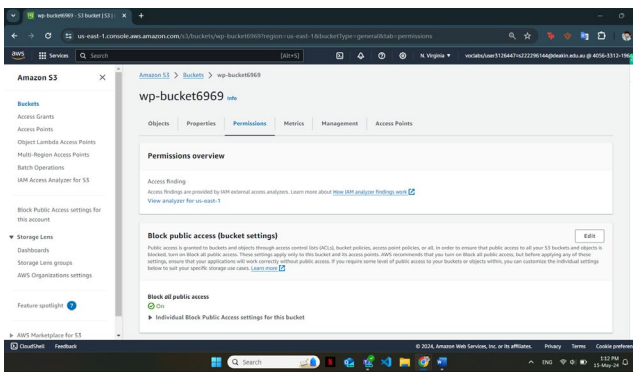 wp-bucket6969 - S3 bucket | S3 |
us-east-1.console.aws.amazon.com/s3/buckets/wp-bucket6969?region=us-east-1&bucketType=general&tab=permissions
aws
Services
Search
[Alt+S]
N. Virginia
voclabs/user3126447=s222296144@deakin.edu.au @ 4056-3312-196
Amazon S3
Buckets
Access Grants
Access Points
Object Lambda Access Points
Multi-Region Access Points
Batch Operations
IAM Access Analyzer for S3
Block Public Access settings for
this account
Storage Lens
Dashboards
Storage Lens groups
AWS Organizations settings
Feature spotlight 7
AWS Marketplace for S3
Amazon S3 > Buckets > wp-bucket6969
wp-bucket6969 Info
Objects Properties Permissions Metrics Management Access Points
Permissions overview
Access finding
Access findings are provided by IAM external access analyzers. Learn more about How IAM analyzer findings work
View analyzer for us-east-1
Block public access (bucket settings)
Edit
Public access is granted to buckets and objects through access control lists (ACLs), bucket policies, access point policies, or all. In order to ensure that public access to all your S3 buckets and objects is
blocked, turn on Block all public access. These settings apply only to this bucket and its access points. AWS recommends that you turn on Block all public access, but before applying any of these
settings, ensure that your applications will work correctly without public access. If you require some level of public access to your buckets or objects within, you can customize the individual settings
below to suit your specific storage use cases. Learn more
Block all public access
On
Individual Block Public Access settings for this bucket
CloudShell Feedback
© 2024, Amazon Web Services, Inc. or its affiliates. Privacy Terms Cookie preferen
Search
ENG
1:12 PM
15-May-24